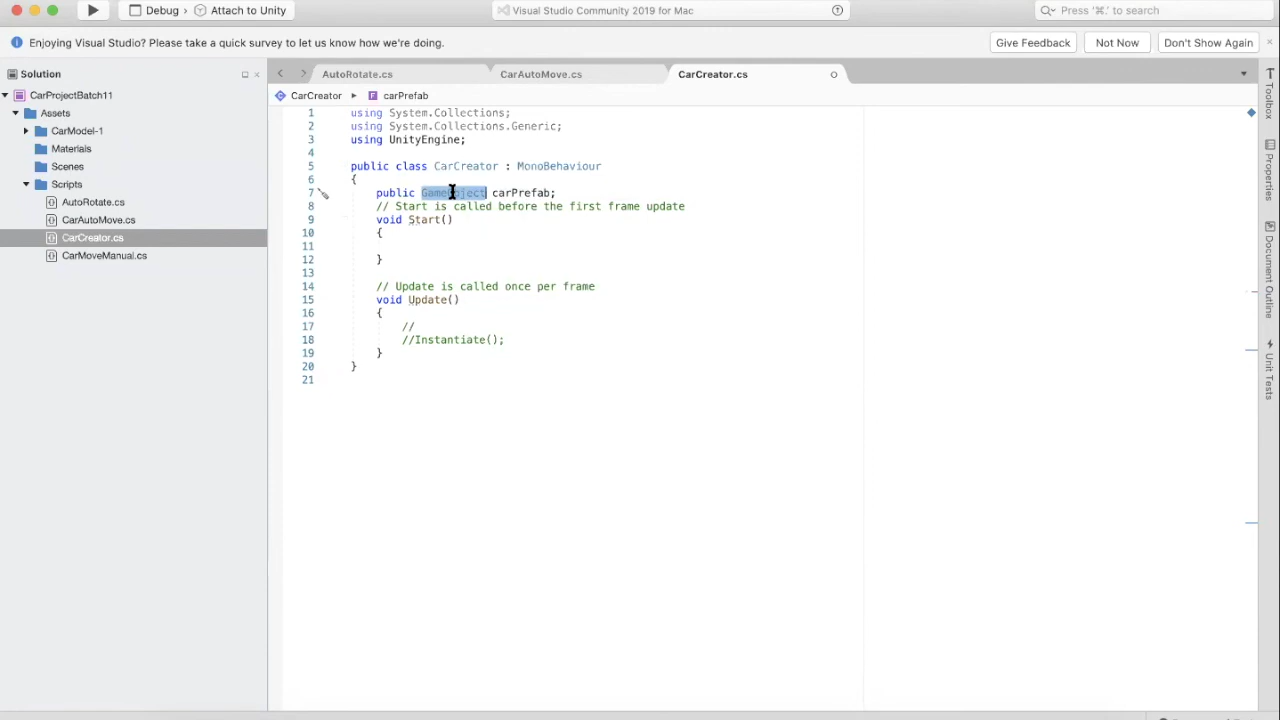 Debug › Attach to Unity
Visual Studio Community 2019 for Mac
Press '⌘.' to search
Enjoying Visual Studio? Please take a quick survey to let us know how we're doing.
Give Feedback
Not Now
Don't Show Again
Solution
AutoRotate.cs
CarAutoMove.cs
CarCreator.cs
CarProjectBatch11
Assets
CarModel-1
Materials
Scenes
Scripts
AutoRotate.cs
CarAutoMove.cs
CarCreator.cs
CarMoveManual.cs
CarCreator
carPrefab
1 using System.Collections;
2 using System.Collections.Generic;
3 using UnityEngine;
4
5 public class CarCreator : MonoBehaviour
6 {
7 public GameObject carPrefab;
8 // Start is called before the first frame update
9 void Start()
10 {
11
12 }
13
14 // Update is called once per frame
15 void Update()
16 {
17 //
18 //Instantiate();
19 }
20 }
21
Toolbox
Properties
Document Outline
Unit Tests